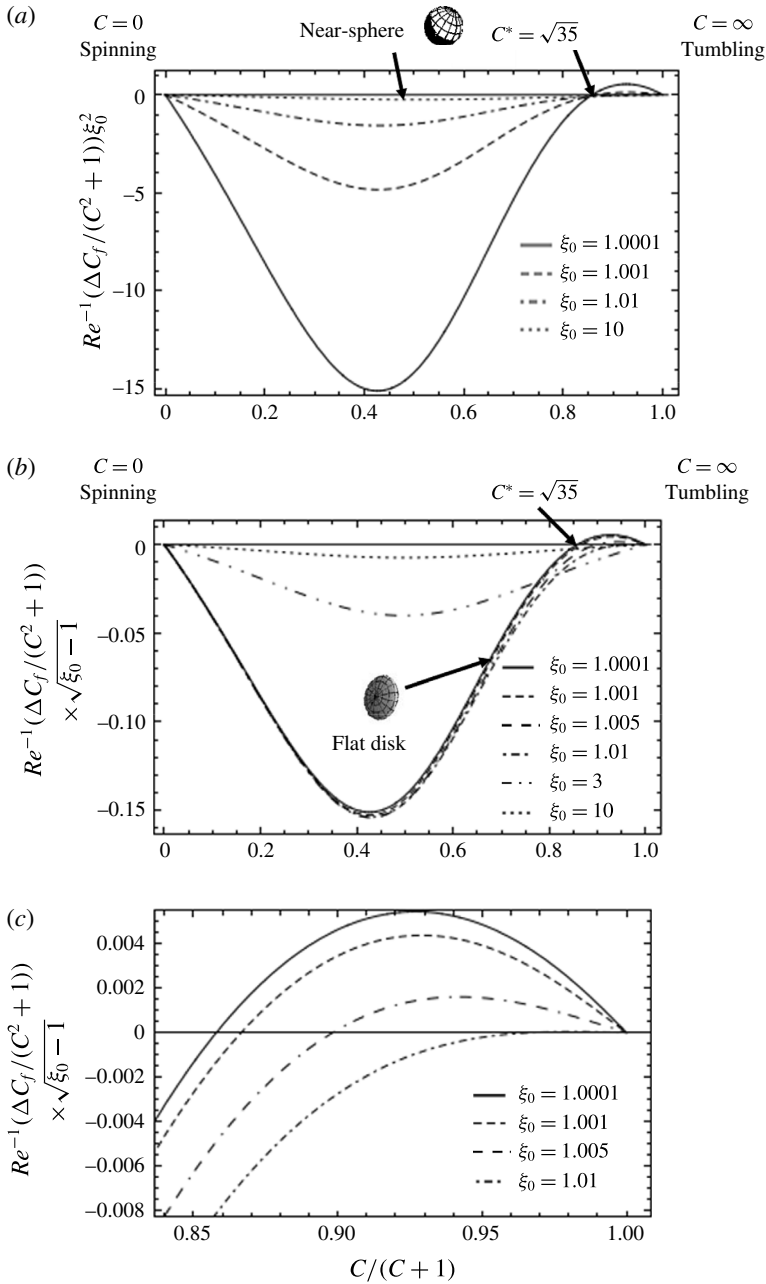 (a)
C = 0
Spinning
Near-sphere
C* = √35
C = ∞
Tumbling
Re⁻¹(ΔC_f/(C² + 1))ξ₀²
0
−5
−10
−15
ξ₀ = 1.0001
ξ₀ = 1.001
ξ₀ = 1.01
ξ₀ = 10
0 0.2 0.4 0.6 0.8 1.0
(b)
C = 0
Spinning
C* = √35
C = ∞
Tumbling
Re⁻¹(ΔC_f/(C² + 1))
×√ξ₀ − 1
0
−0.05
−0.10
−0.15
Flat disk
ξ₀ = 1.0001
ξ₀ = 1.001
ξ₀ = 1.005
ξ₀ = 1.01
ξ₀ = 3
ξ₀ = 10
0 0.2 0.4 0.6 0.8 1.0
(c)
Re⁻¹(ΔC_f/(C² + 1))
×√ξ₀ − 1
0.004
0.002
0
−0.002
−0.004
−0.006
−0.008
ξ₀ = 1.0001
ξ₀ = 1.001
ξ₀ = 1.005
ξ₀ = 1.01
0.85 0.90 0.95 1.00
C/(C + 1)